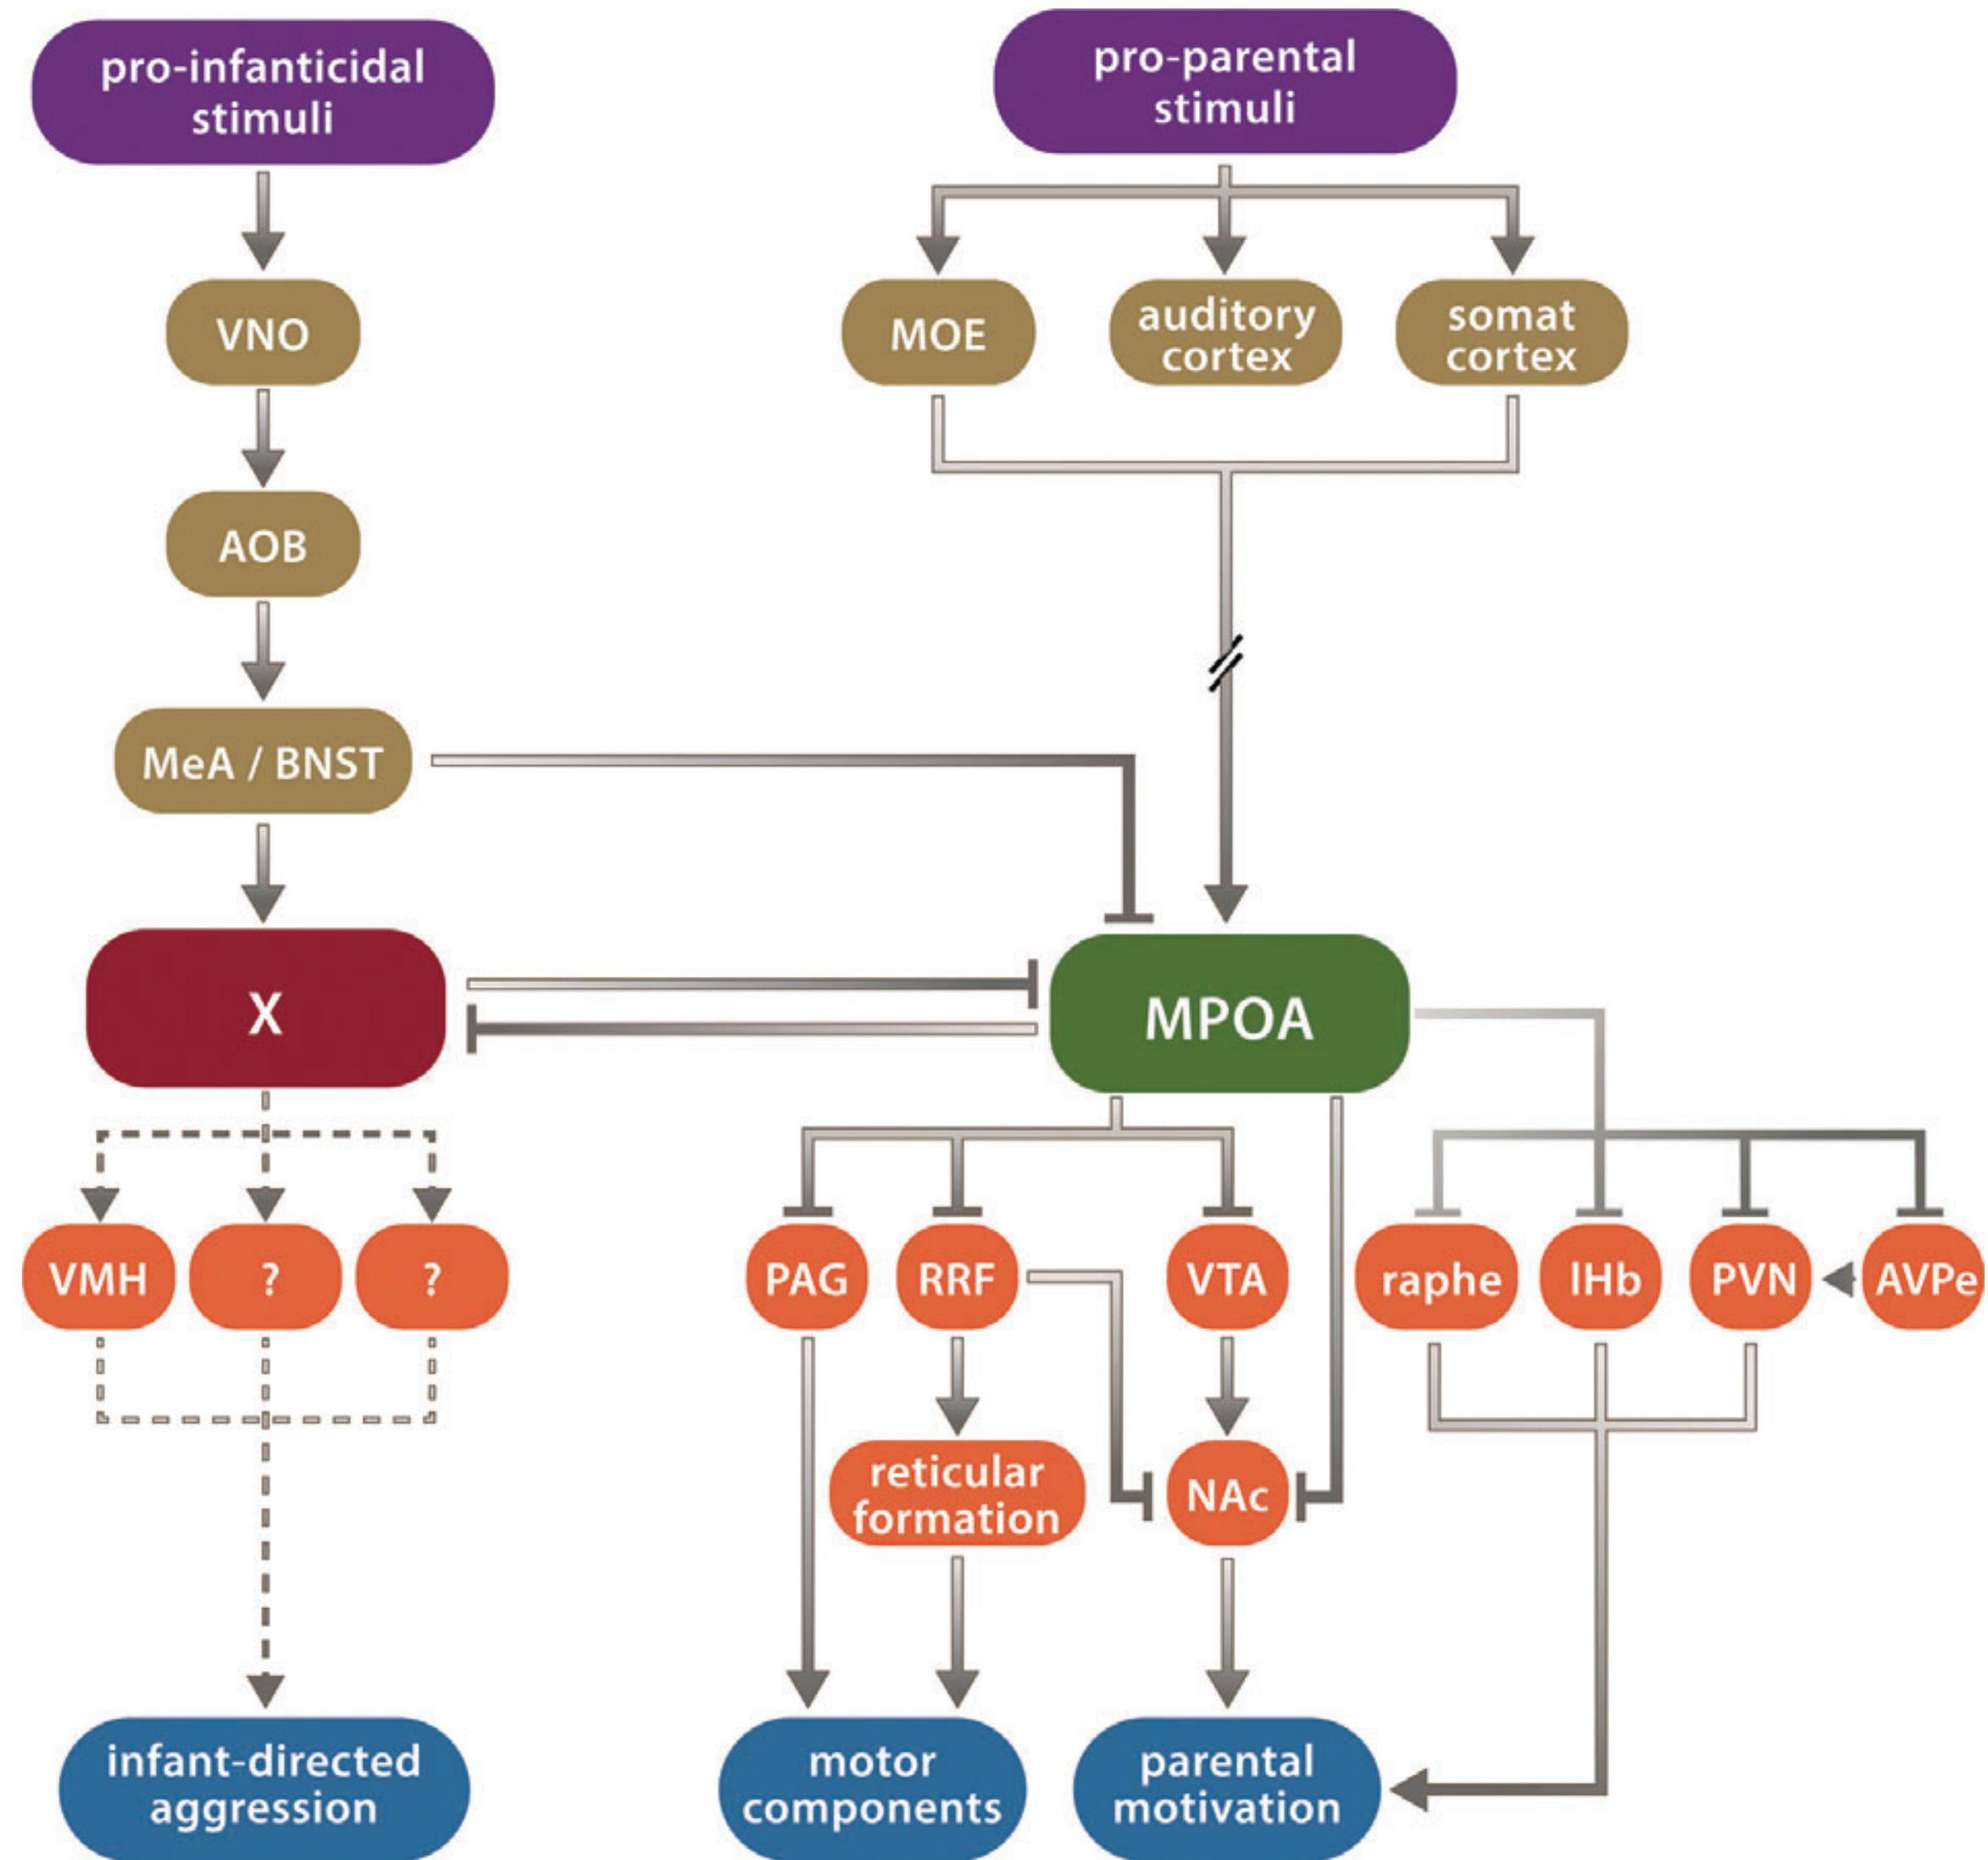 pro-infanticidal
stimuli
pro-parental
stimuli
VNO
MOE
auditory
cortex
somat
cortex
AOB
MeA / BNST
X
MPOA
VMH
?
?
PAG
RRF
VTA
raphe
lHb
PVN
AVPe
reticular
formation
NAc
infant-directed
aggression
motor
components
parental
motivation